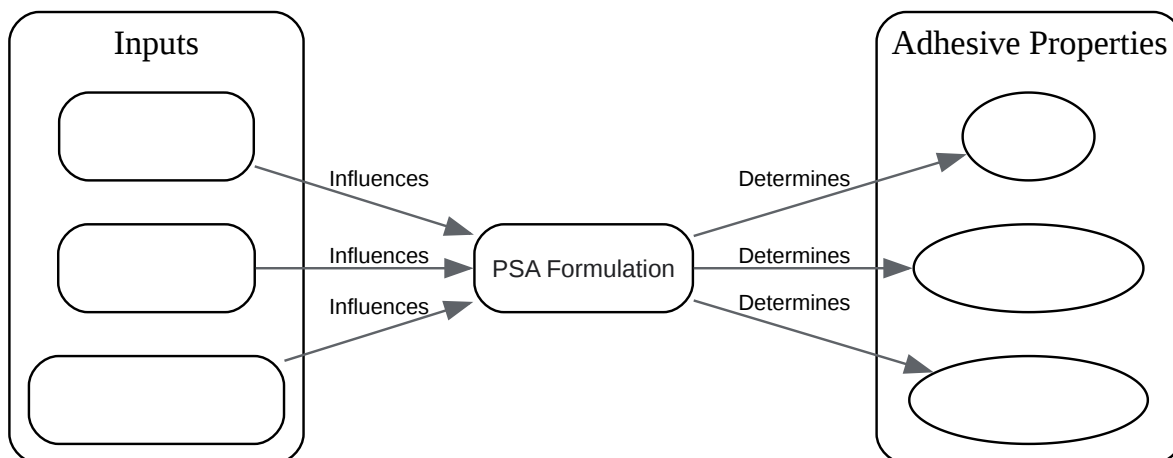 Inputs
Adhesive Properties
Influences
Determines
Influences
PSA Formulation
Determines
Influences
Determines